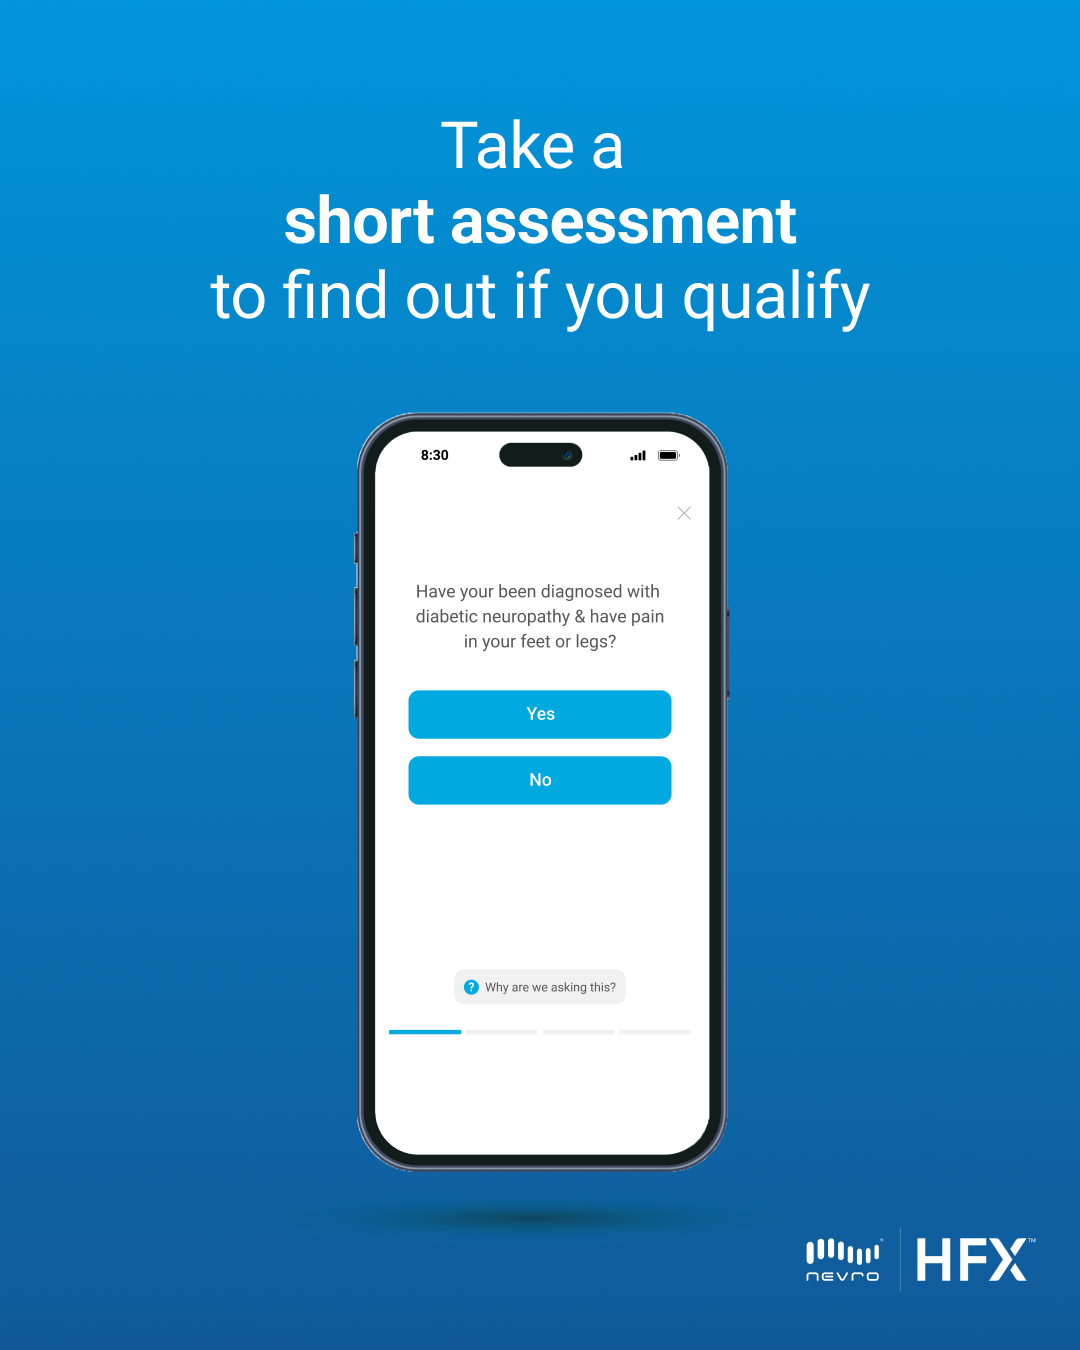 Take a
short assessment
to find out if you qualify
8:30
Have your been diagnosed with
diabetic neuropathy & have pain
in your feet or legs?
Yes
No
? Why are we asking this?
nevro®
HFX™